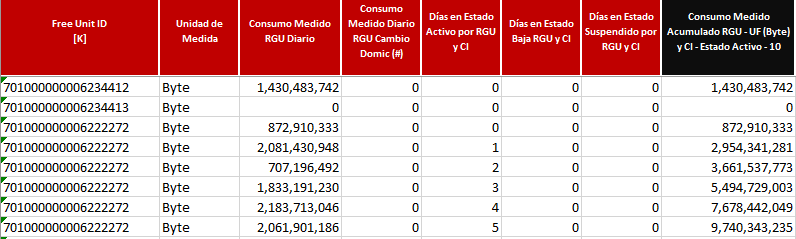 Free Unit ID [K] Unidad de Medida Consumo Medido RGU Diario Consumo Medido Diario RGU Cambio Domic (#) Días en Estado Activo por RGU y CI Días en Estado Baja RGU y CI Días en Estado Suspendido por RGU y CI Consumo Medido Acumulado RGU - UF (Byte) y CI - Estado Activo - 10
701000000006234412 Byte 1,430,483,742 0 0 0 0 1,430,483,742
701000000006234413 Byte 0 0 0 0 0 0
701000000006222272 Byte 872,910,333 0 0 0 0 872,910,333
701000000006222272 Byte 2,081,430,948 0 1 0 0 2,954,341,281
701000000006222272 Byte 707,196,492 0 2 0 0 3,661,537,773
701000000006222272 Byte 1,833,191,230 0 3 0 0 5,494,729,003
701000000006222272 Byte 2,183,713,046 0 4 0 0 7,678,442,049
701000000006222272 Byte 2,061,901,186 0 5 0 0 9,740,343,235